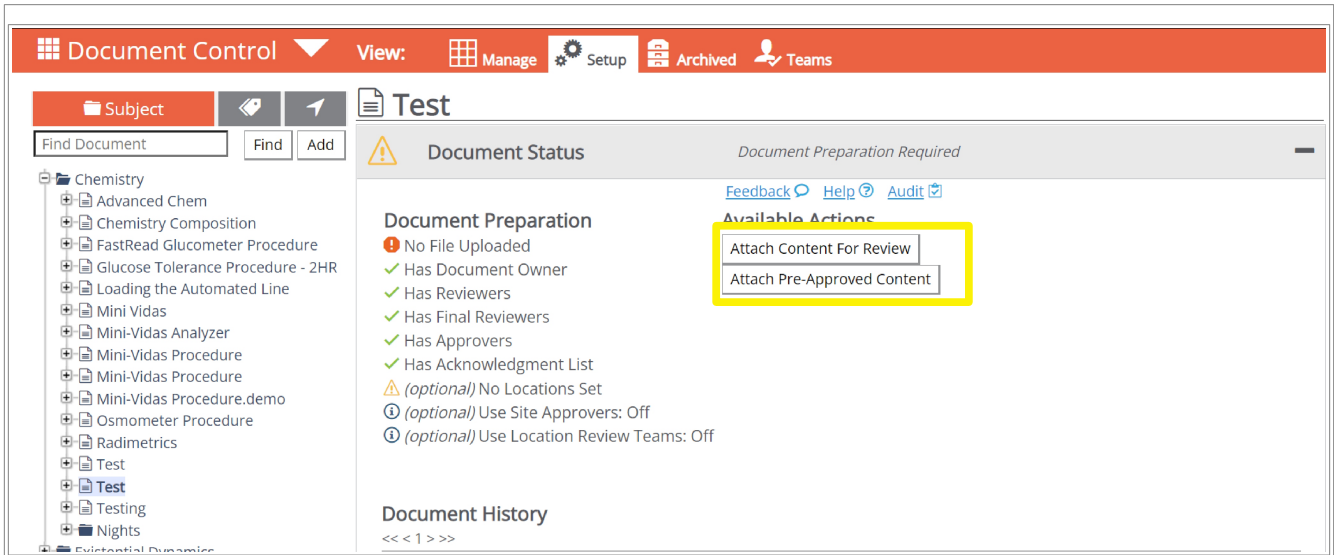 Document Control
View:
Manage
Setup
Archived
Teams
Subject
Find Document
Find
Add
Chemistry
Advanced Chem
Chemistry Composition
FastRead Glucometer Procedure
Glucose Tolerance Procedure - 2HR
Loading the Automated Line
Mini Vidas
Mini-Vidas Analyzer
Mini-Vidas Procedure
Mini-Vidas Procedure
Mini-Vidas Procedure.demo
Osmometer Procedure
Radimetrics
Test
Test
Testing
Nights
Existential Dynamics
Test
Document Status
Document Preparation Required
Feedback
Help
Audit
Document Preparation
No File Uploaded
Has Document Owner
Has Reviewers
Has Final Reviewers
Has Approvers
Has Acknowledgment List
(optional) No Locations Set
(optional) Use Site Approvers: Off
(optional) Use Location Review Teams: Off
Available Actions
Attach Content For Review
Attach Pre-Approved Content
Document History
<< < 1 > >>